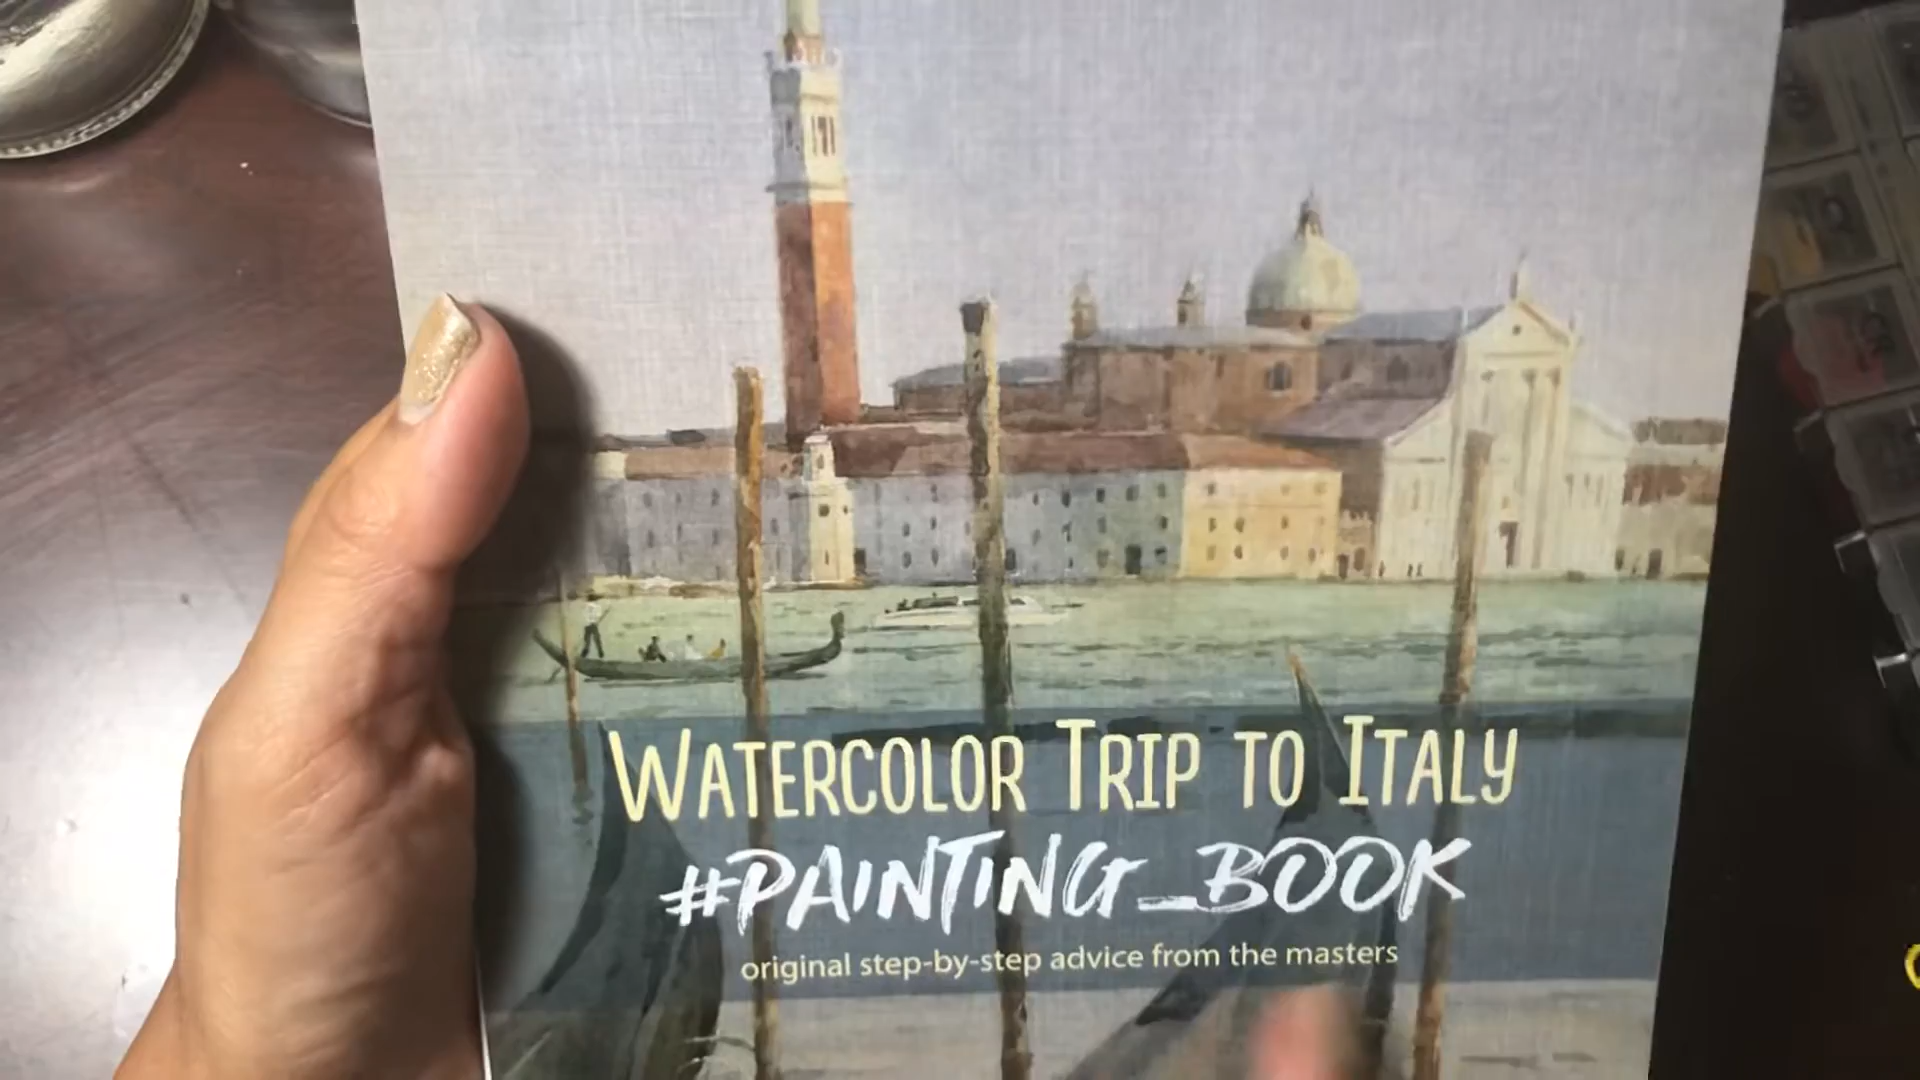 WATERCOLOR TRIP TO ITALY
#PAINTING_BOOK
original step-by-step advice from the masters